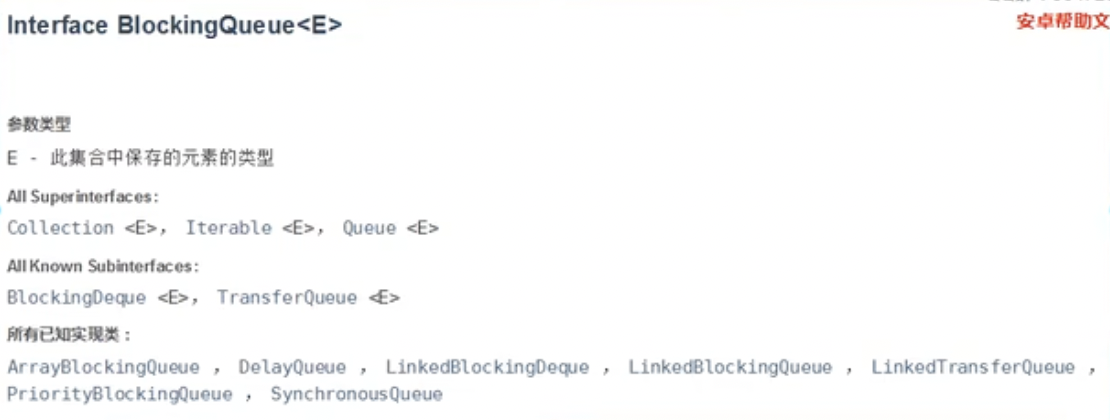 Interface BlockingQueue<E>
安卓帮助文
参数类型
E - 此集合中保存的元素的类型
All Superinterfaces:
Collection <E>， Iterable <E>， Queue <E>
All Known Subinterfaces:
BlockingDeque <E>， TransferQueue <E>
所有已知实现类：
ArrayBlockingQueue ， DelayQueue ， LinkedBlockingDeque ， LinkedBlockingQueue ， LinkedTransferQueue ，
PriorityBlockingQueue ， SynchronousQueue